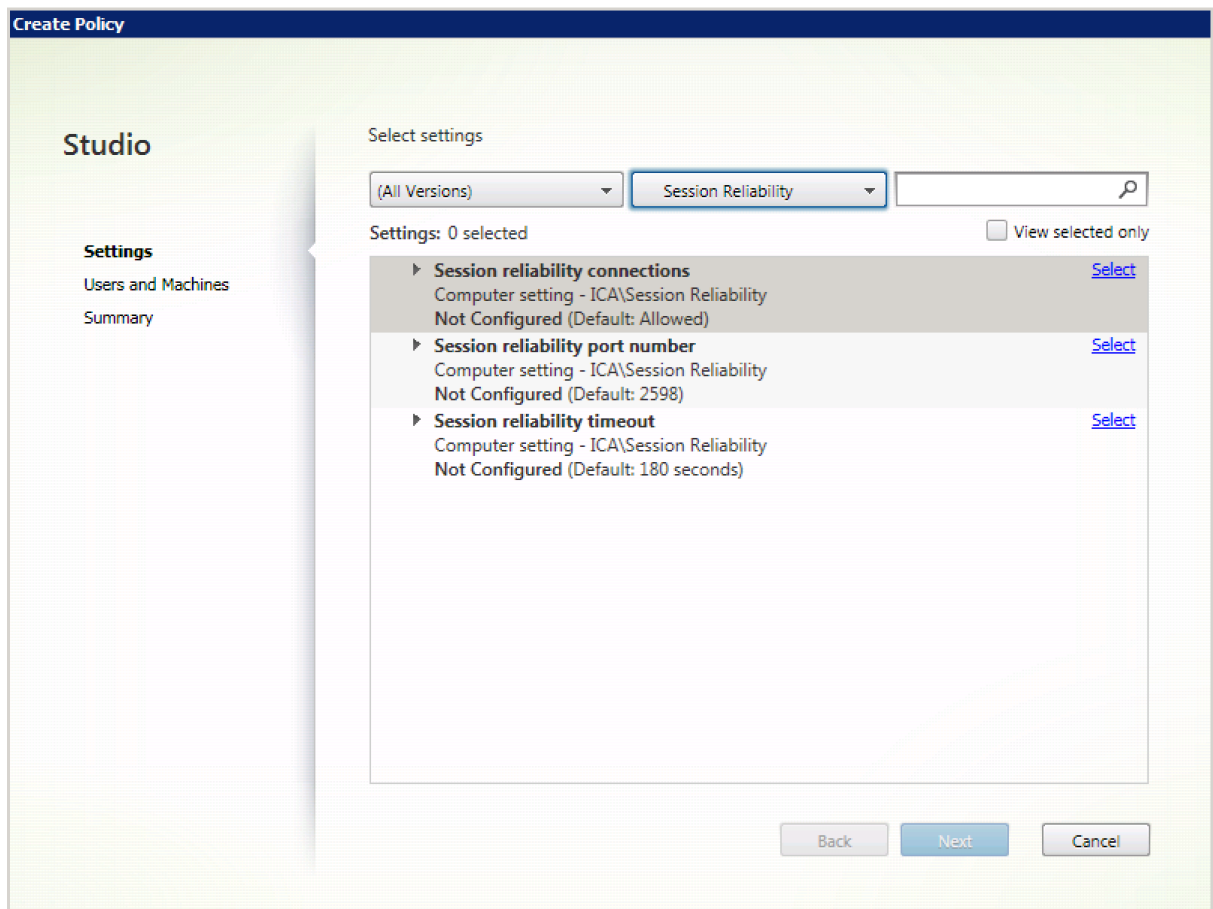 Create Policy
Studio
Settings
Users and Machines
Summary
Select settings
(All Versions)
Session Reliability
Settings: 0 selected
View selected only
Session reliability connections
Select
Computer setting - ICA\Session Reliability
Not Configured (Default: Allowed)
Session reliability port number
Select
Computer setting - ICA\Session Reliability
Not Configured (Default: 2598)
Session reliability timeout
Select
Computer setting - ICA\Session Reliability
Not Configured (Default: 180 seconds)
Back
Next
Cancel